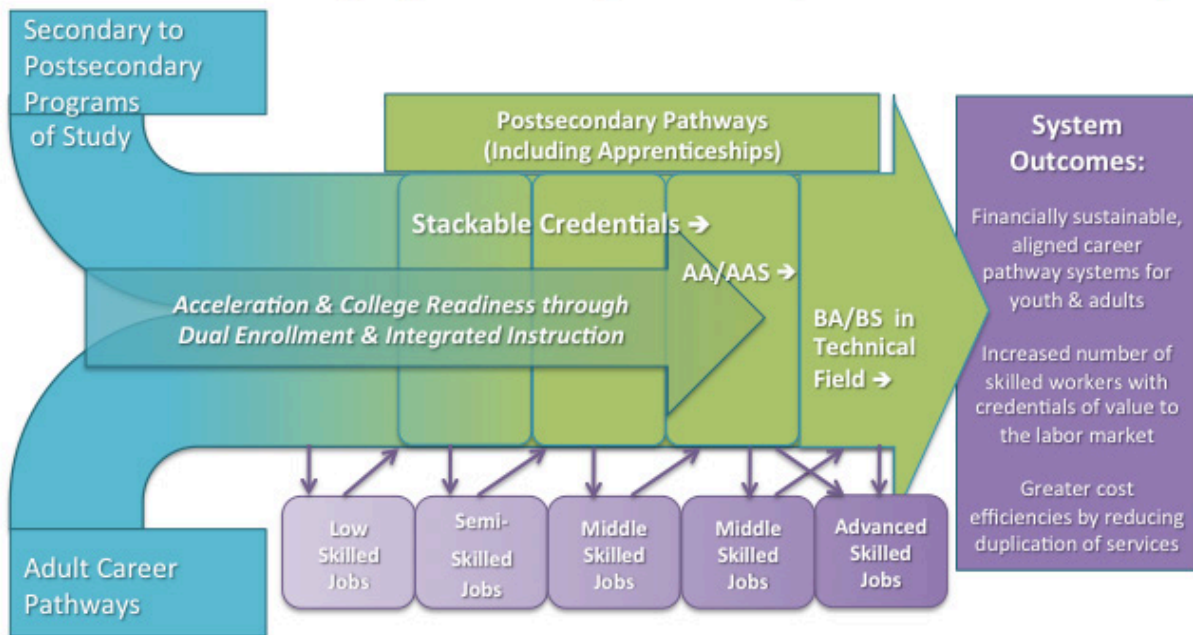 Secondary to
Postsecondary
Programs
of Study
Postsecondary Pathways
(Including Apprenticeships)
Stackable Credentials →
AA/AAS →
BA/BS in
Technical
Field →
Acceleration & College Readiness through
Dual Enrollment & Integrated Instruction
Adult Career
Pathways
Low
Skilled
Jobs
Semi-
Skilled
Jobs
Middle
Skilled
Jobs
Middle
Skilled
Jobs
Advanced
Skilled
Jobs
System
Outcomes:
Financially sustainable,
aligned career
pathway systems for
youth & adults
Increased number of
skilled workers with
credentials of value to
the labor market
Greater cost
efficiencies by reducing
duplication of services